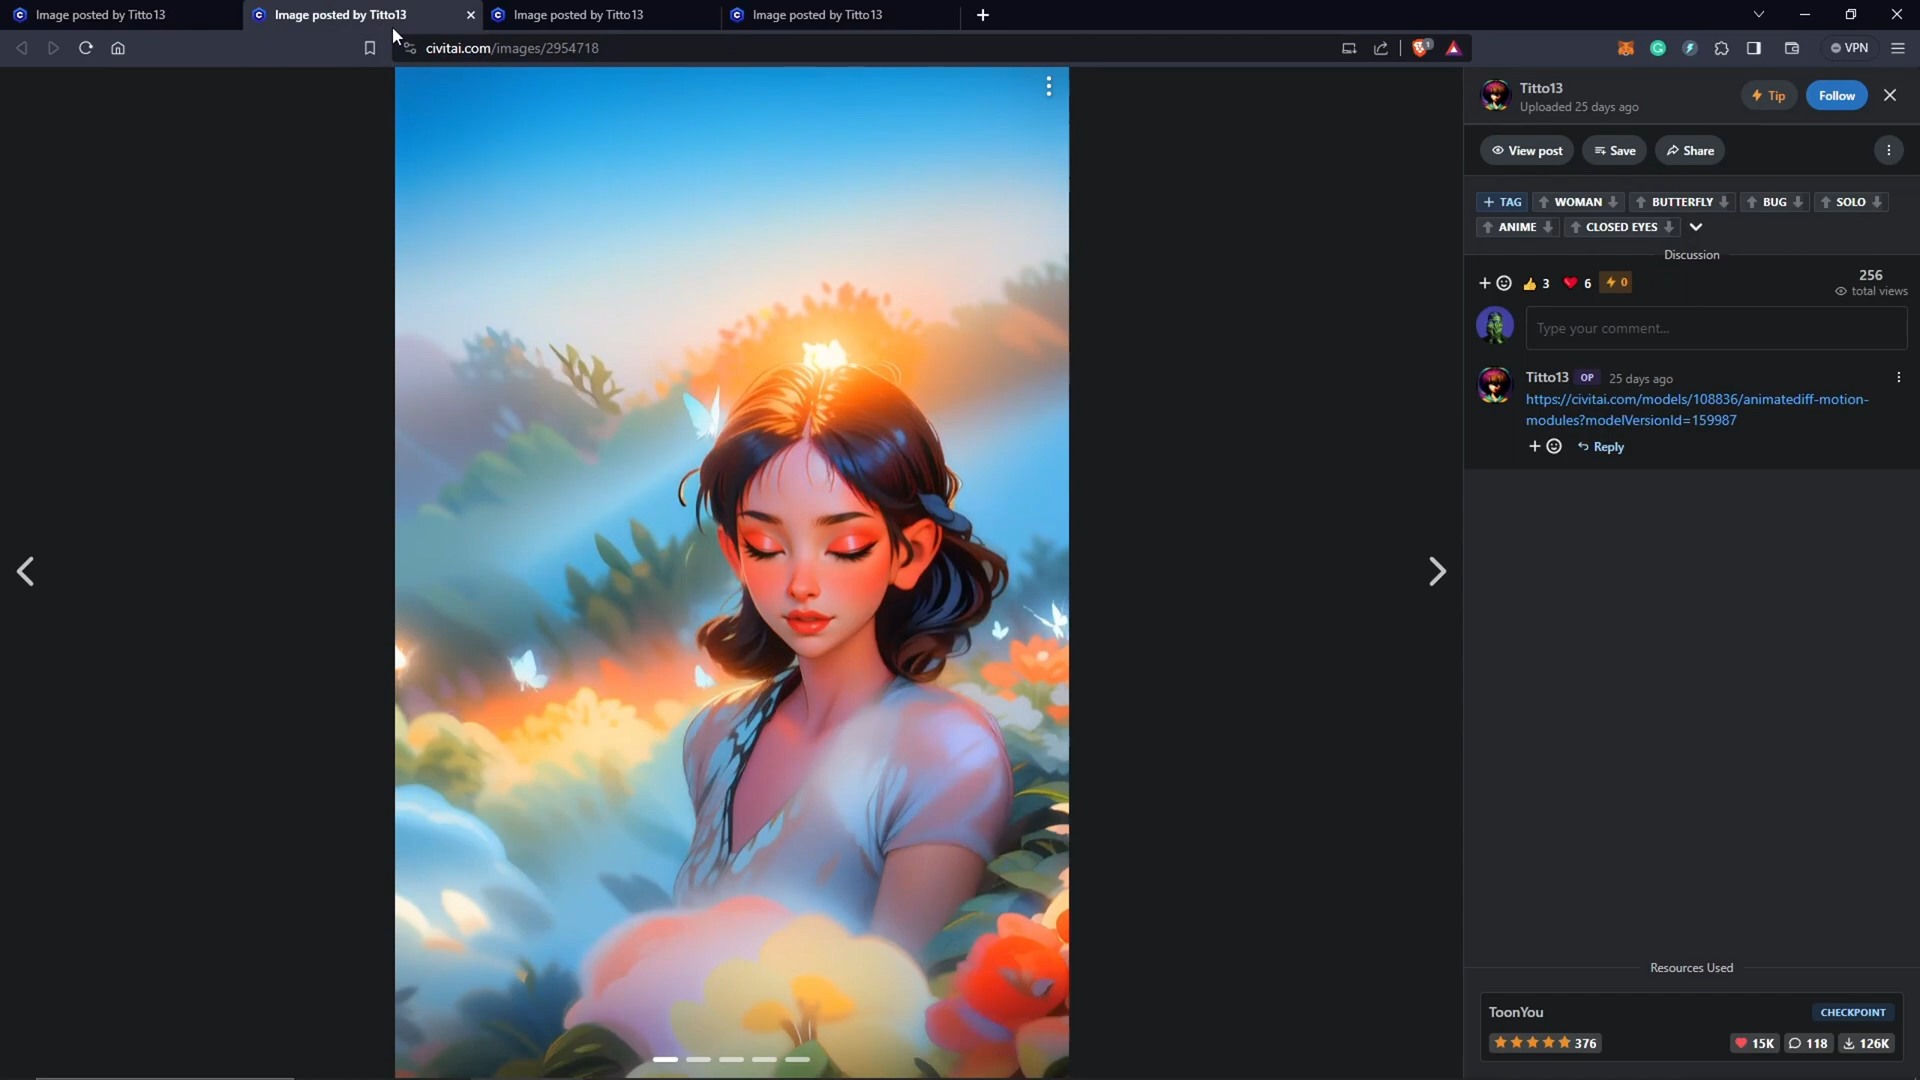 Image posted by Titto13
Image posted by Titto13
Image posted by Titto13
Image posted by Titto13
civitai.com/images/2954718
1
VPN
Titto13
Uploaded 25 days ago
Tip
Follow
View post
Save
Share
+ TAG
WOMAN
BUTTERFLY
BUG
SOLO
ANIME
CLOSED EYES
Discussion
3
6
0
256
total views
Type your comment...
Titto13
OP
25 days ago
https://civitai.com/models/108836/animatediff-motion-
modules?modelVersionId=159987
Reply
Resources Used
ToonYou
CHECKPOINT
376
15K
118
126K